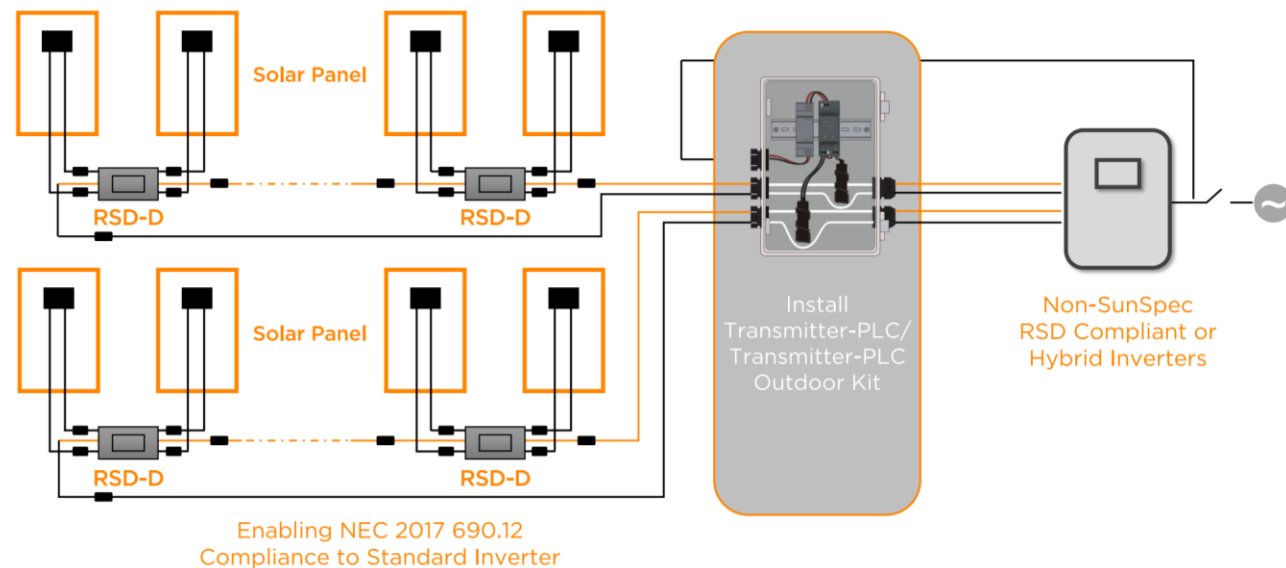 Solar Panel
RSD-D
RSD-D
Solar Panel
RSD-D
RSD-D
Install
Transmitter-PLC/
Transmitter-PLC
Outdoor Kit
Non-SunSpec
RSD Compliant or
Hybrid Inverters
Enabling NEC 2017 690.12
Compliance to Standard Inverter